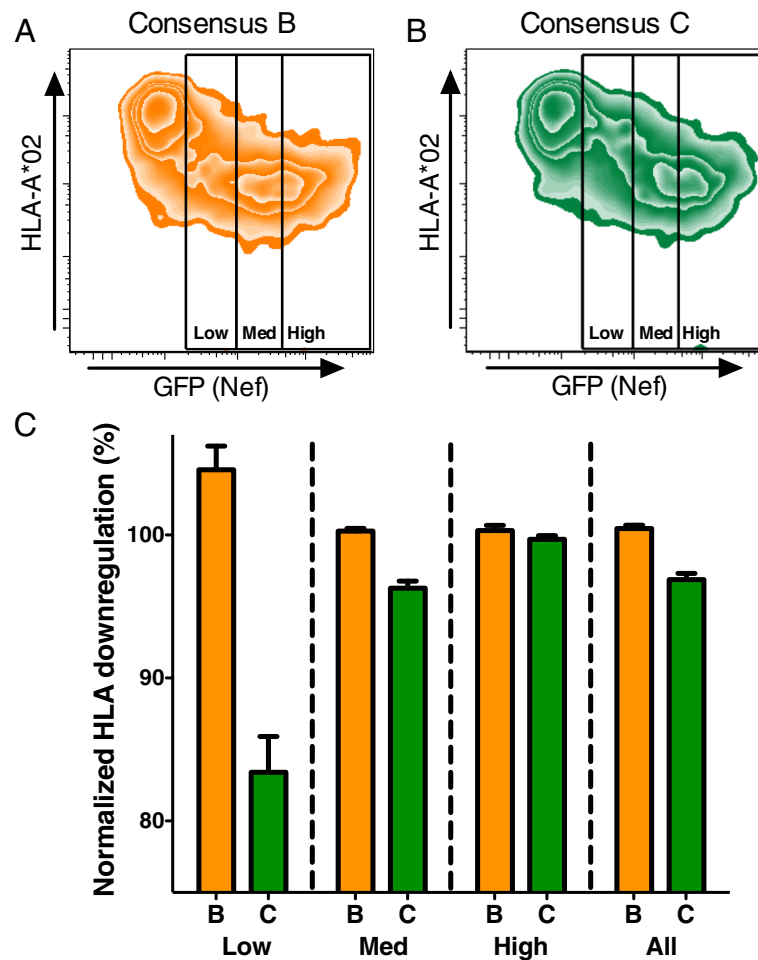 A
Consensus B
HLA-A*02
Low Med High
GFP (Nef)
B
Consensus C
HLA-A*02
Low Med High
GFP (Nef)
C
Normalized HLA downregulation (%)
100
90
80
B C B C B C B C
Low Med High All